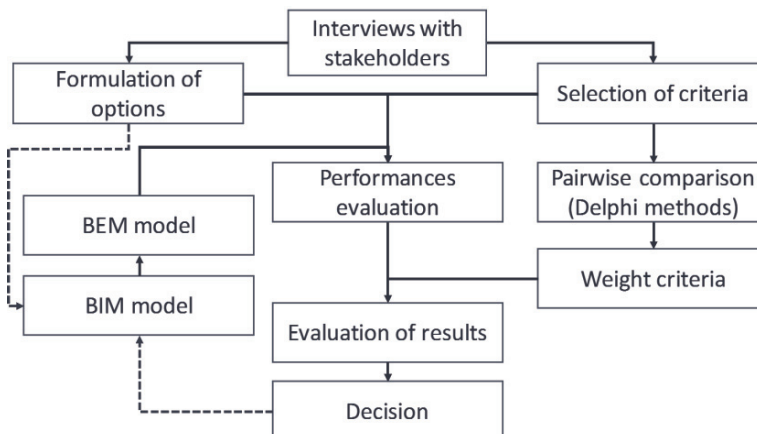 Interviews with
stakeholders
Formulation of
options
Selection of criteria
Performances
evaluation
Pairwise comparison
(Delphi methods)
BEM model
BIM model
Weight criteria
Evaluation of results
Decision